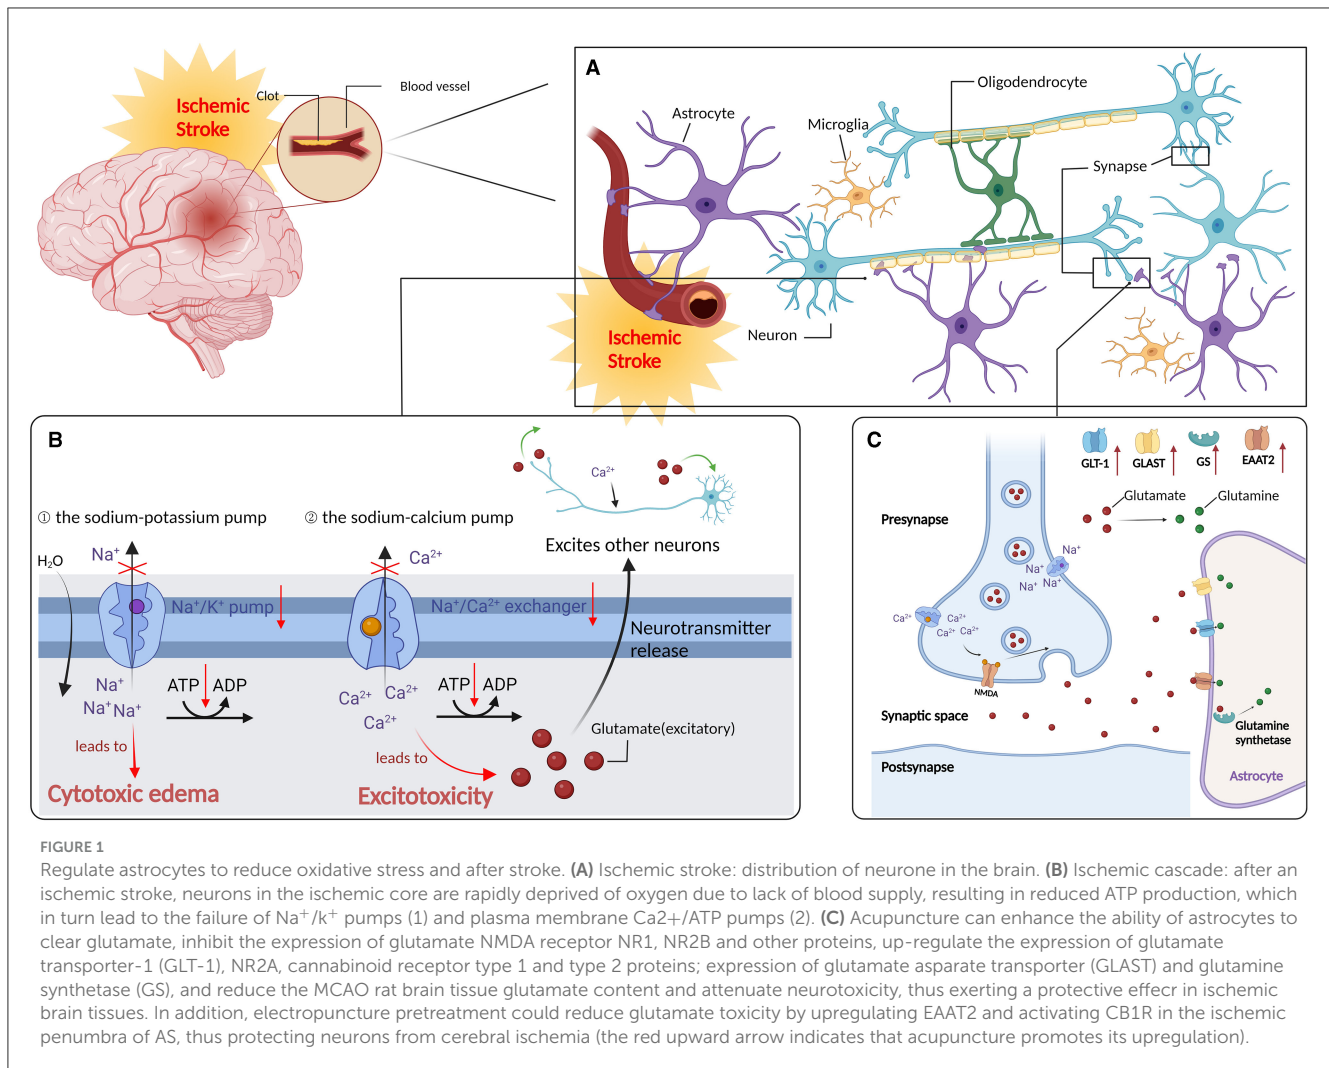 Ischemic
Stroke
Clot
Blood vessel
A
Astrocyte
Microglia
Oligodendrocyte
Synapse
Neuron
Ischemic
Stroke
B
① the sodium-potassium pump
② the sodium-calcium pump
Ca²⁺
Excites other neurons
H₂O
Na⁺
Ca²⁺
Na⁺/K⁺ pump
Na⁺/Ca²⁺ exchanger
Neurotransmitter
release
Na⁺
Na⁺Na⁺
ATP ADP
Ca²⁺ Ca²⁺
Ca²⁺
ATP ADP
leads to
leads to
Glutamate(excitatory)
Cytotoxic edema
Excitotoxicity
C
GLT-1
GLAST
GS
EAAT2
Glutamate
Glutamine
Presynapse
Na⁺
Na⁺
Na⁺ Na⁺
Ca²⁺
Ca²⁺
Ca²⁺ Ca²⁺
NMDA
Synaptic space
Glutamine
synthetase
Postsynapse
Astrocyte
FIGURE 1
Regulate astrocytes to reduce oxidative stress and after stroke. (A) Ischemic stroke: distribution of neurone in the brain. (B) Ischemic cascade: after an
ischemic stroke, neurons in the ischemic core are rapidly deprived of oxygen due to lack of blood supply, resulting in reduced ATP production, which
in turn lead to the failure of Na⁺/k⁺ pumps (1) and plasma membrane Ca2+/ATP pumps (2). (C) Acupuncture can enhance the ability of astrocytes to
clear glutamate, inhibit the expression of glutamate NMDA receptor NR1, NR2B and other proteins, up-regulate the expression of glutamate
transporter-1 (GLT-1), NR2A, cannabinoid receptor type 1 and type 2 proteins; expression of glutamate asparate transporter (GLAST) and glutamine
synthetase (GS), and reduce the MCAO rat brain tissue glutamate content and attenuate neurotoxicity, thus exerting a protective effecr in ischemic
brain tissues. In addition, electropuncture pretreatment could reduce glutamate toxicity by upregulating EAAT2 and activating CB1R in the ischemic
penumbra of AS, thus protecting neurons from cerebral ischemia (the red upward arrow indicates that acupuncture promotes its upregulation).